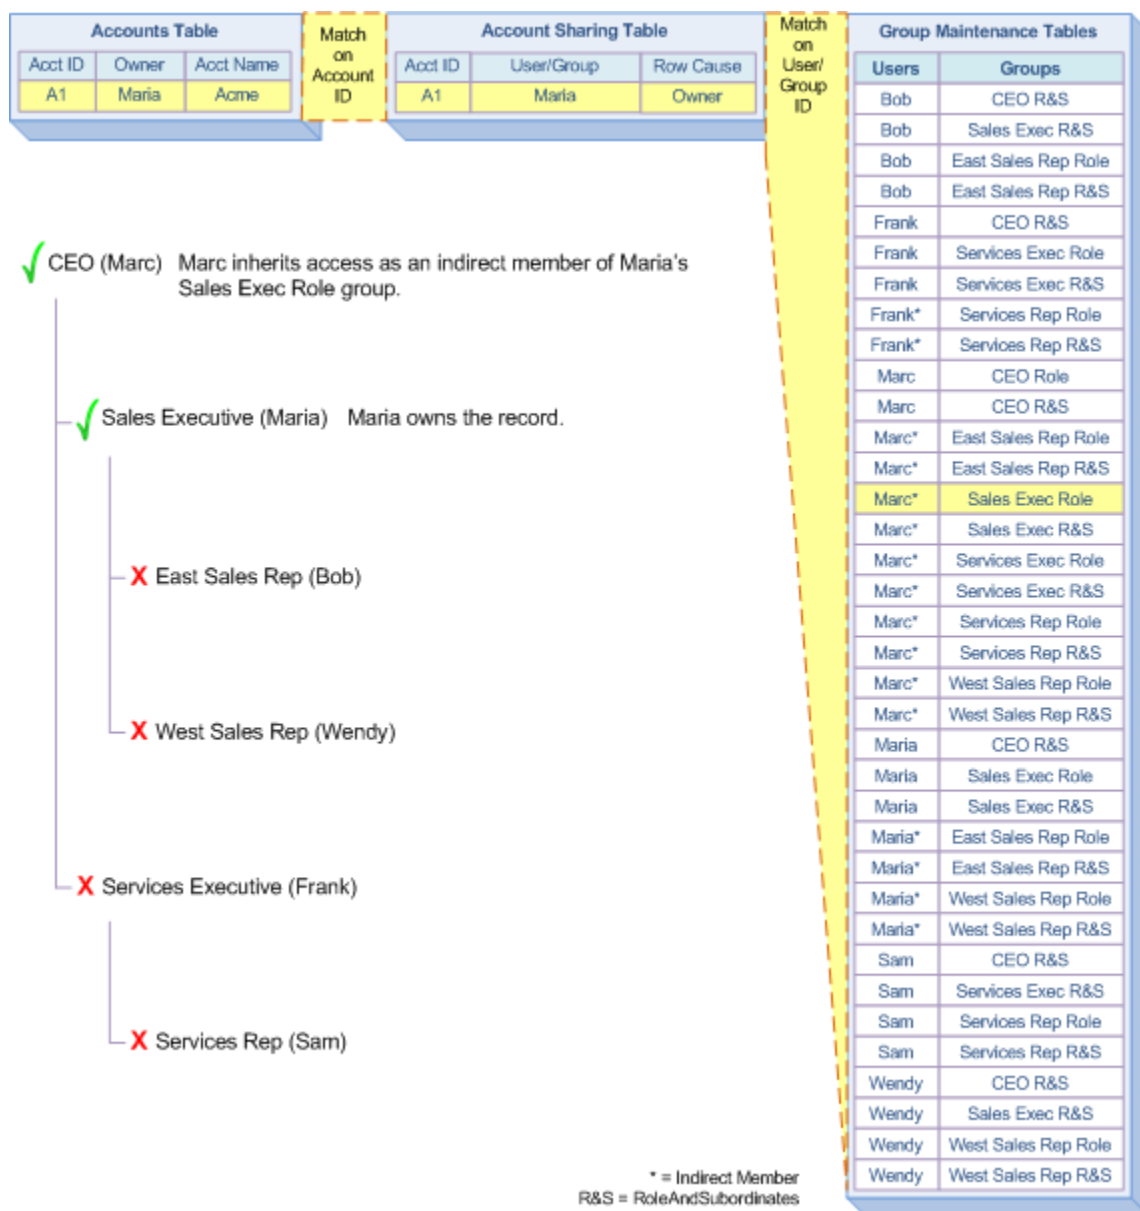 Accounts Table
Acct ID Owner Acct Name
A1 Maria Acme
Match
on
Account
ID
Account Sharing Table
Acct ID User/Group Row Cause
A1 Maria Owner
Match
on
User/
Group
ID
Group Maintenance Tables
Users Groups
Bob CEO R&S
Bob Sales Exec R&S
Bob East Sales Rep Role
Bob East Sales Rep R&S
Frank CEO R&S
Frank Services Exec Role
Frank Services Exec R&S
Frank* Services Rep Role
Frank* Services Rep R&S
Marc CEO Role
Marc CEO R&S
Marc* East Sales Rep Role
Marc* East Sales Rep R&S
Marc* Sales Exec Role
Marc* Sales Exec R&S
Marc* Services Exec Role
Marc* Services Exec R&S
Marc* Services Rep Role
Marc* Services Rep R&S
Marc* West Sales Rep Role
Marc* West Sales Rep R&S
Maria CEO R&S
Maria Sales Exec Role
Maria Sales Exec R&S
Maria* East Sales Rep Role
Maria* East Sales Rep R&S
Maria* West Sales Rep Role
Maria* West Sales Rep R&S
Sam CEO R&S
Sam Services Exec R&S
Sam Services Rep Role
Sam Services Rep R&S
Wendy CEO R&S
Wendy Sales Exec R&S
Wendy West Sales Rep Role
Wendy West Sales Rep R&S
CEO (Marc) Marc inherits access as an indirect member of Maria's
Sales Exec Role group.
Sales Executive (Maria) Maria owns the record.
X East Sales Rep (Bob)
X West Sales Rep (Wendy)
X Services Executive (Frank)
X Services Rep (Sam)
* = Indirect Member
R&S = RoleAndSubordinates